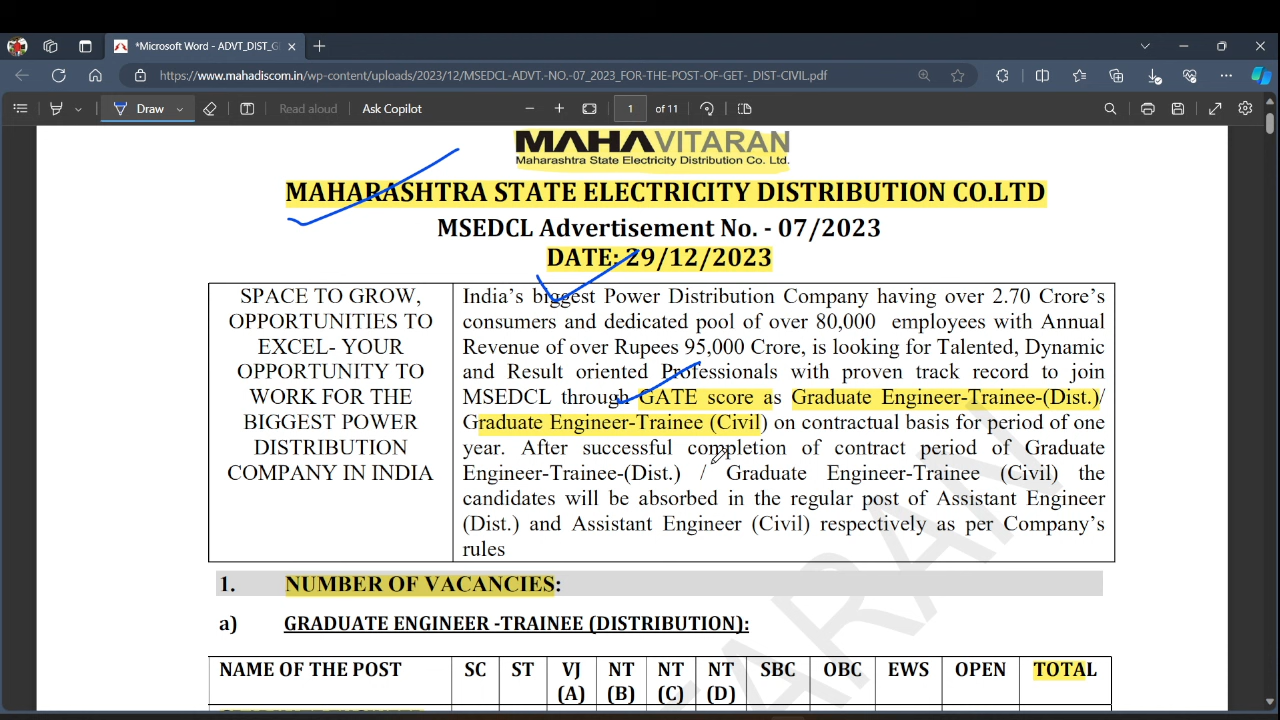 *Microsoft Word - ADVT_DIST_G
https://www.mahadiscom.in/wp-content/uploads/2023/12/MSEDCL-ADVT.-NO.-07_2023_FOR-THE-POST-OF-GET-_DIST-CIVIL.pdf
Draw
Read aloud
Ask Copilot
1 of 11
MAHAVITARAN
Maharashtra State Electricity Distribution Co. Ltd.
MAHARASHTRA STATE ELECTRICITY DISTRIBUTION CO.LTD
MSEDCL Advertisement No. - 07/2023
DATE: 29/12/2023
SPACE TO GROW,
OPPORTUNITIES TO
EXCEL- YOUR
OPPORTUNITY TO
WORK FOR THE
BIGGEST POWER
DISTRIBUTION
COMPANY IN INDIA
India's biggest Power Distribution Company having over 2.70 Crore's
consumers and dedicated pool of over 80,000 employees with Annual
Revenue of over Rupees 95,000 Crore, is looking for Talented, Dynamic
and Result oriented Professionals with proven track record to join
MSEDCL through GATE score as Graduate Engineer-Trainee-(Dist.)/
Graduate Engineer-Trainee (Civil) on contractual basis for period of one
year. After successful completion of contract period of Graduate
Engineer-Trainee-(Dist.) / Graduate Engineer-Trainee (Civil) the
candidates will be absorbed in the regular post of Assistant Engineer
(Dist.) and Assistant Engineer (Civil) respectively as per Company's
rules
1. NUMBER OF VACANCIES:
a) GRADUATE ENGINEER -TRAINEE (DISTRIBUTION):
NAME OF THE POST SC ST VJ (A) NT (B) NT (C) NT (D) SBC OBC EWS OPEN TOTAL